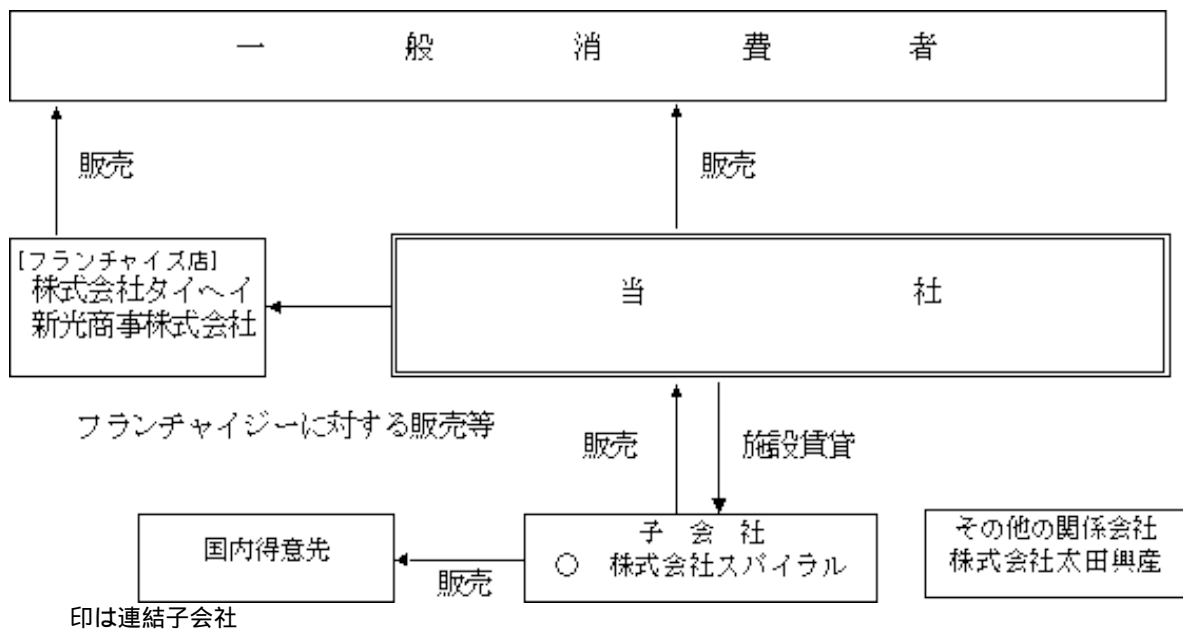 一般消費者
販売
販売
[フランチャイズ店]
株式会社タイヘイ
新光商事株式会社
当社
フランチャイジーに対する販売等
販売
施設賃貸
国内得意先
販売
子会社
○ 株式会社スパイラル
その他の関係会社
株式会社太田興産
印は連結子会社